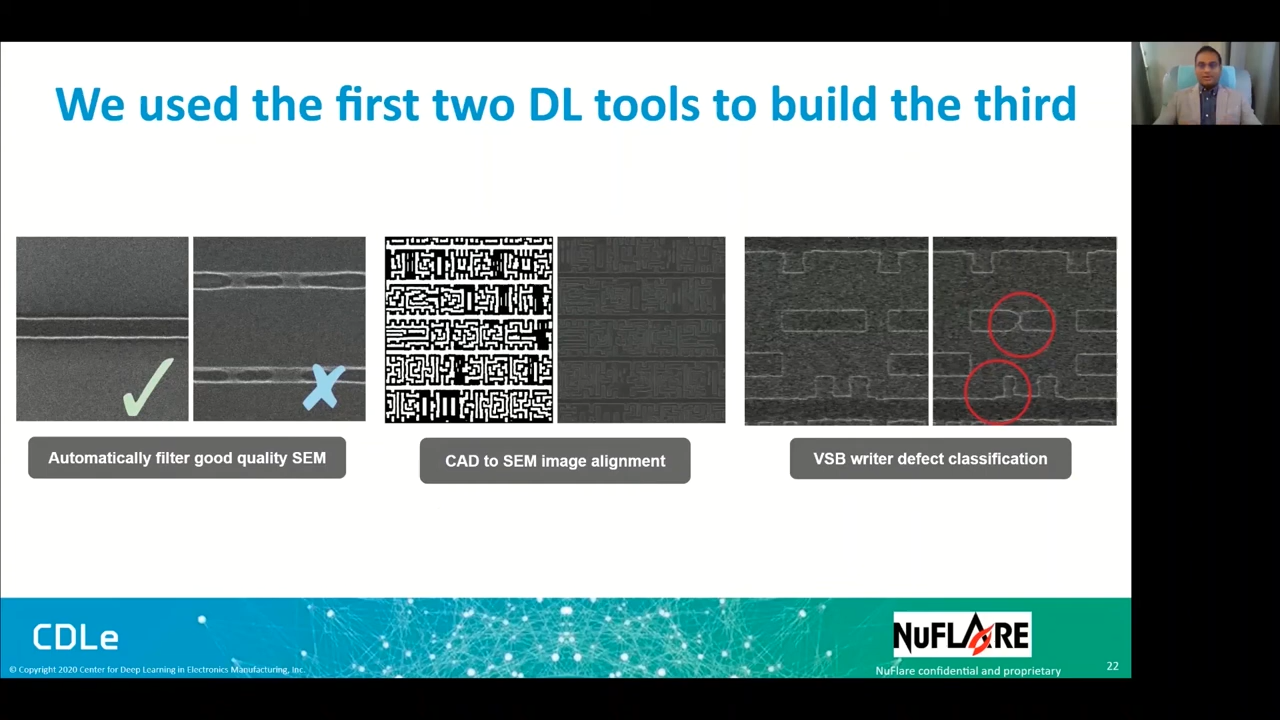 We used the first two DL tools to build the third
Automatically filter good quality SEM
CAD to SEM image alignment
VSB writer defect classification
CDLe
NUFLARE
© Copyright 2020 Center for Deep Learning in Electronics Manufacturing, Inc.
NuFlare confidential and proprietary
22